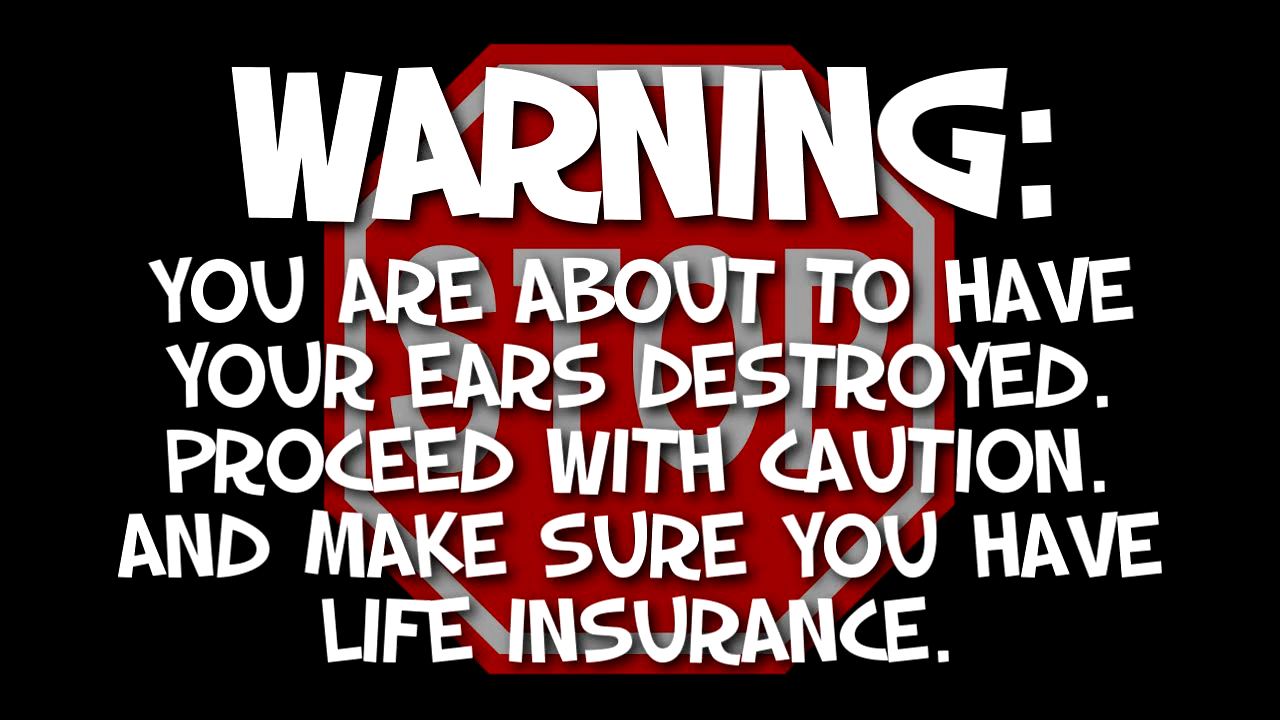 WARNING:
STOP
YOU ARE ABOUT TO HAVE
YOUR EARS DESTROYED.
PROCEED WITH CAUTION.
AND MAKE SURE YOU HAVE
LIFE INSURANCE.